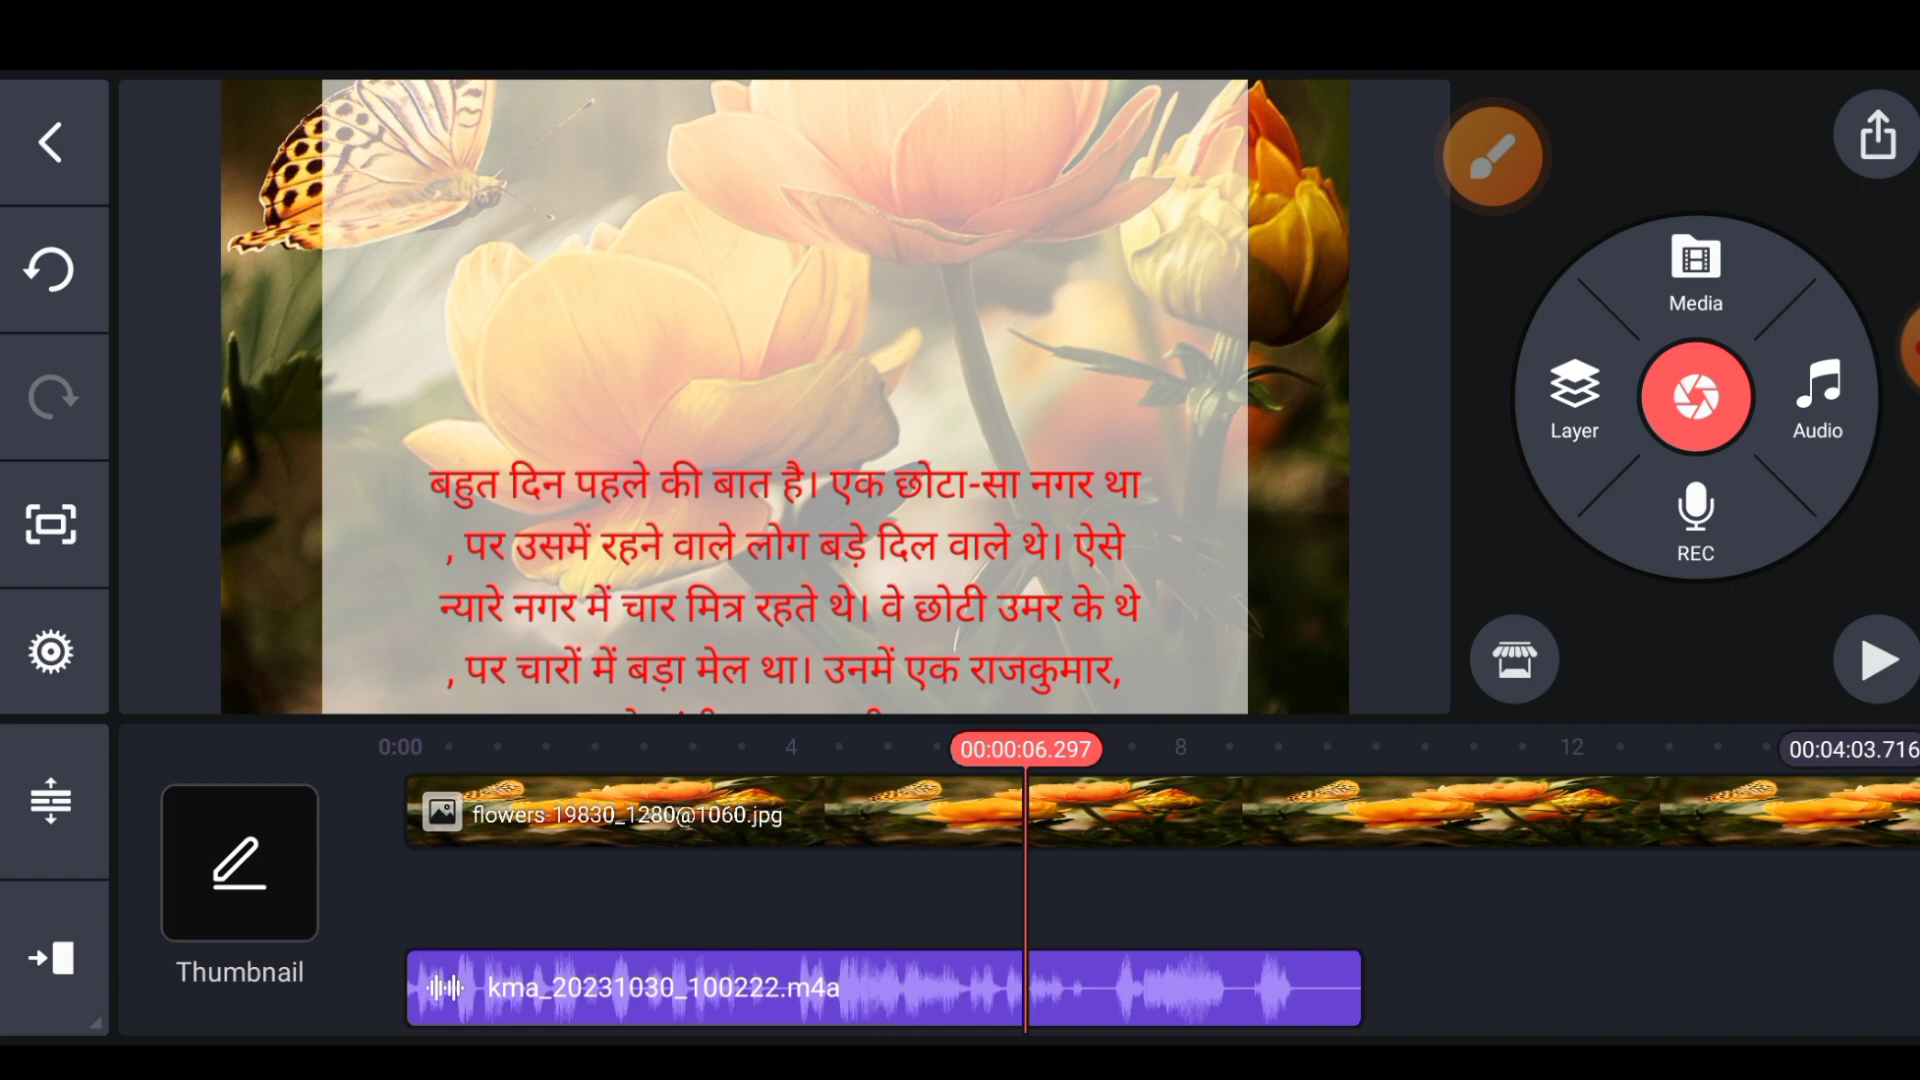 बहुत दिन पहले की बात है। एक छोटा-सा नगर था
, पर उसमें रहने वाले लोग बड़े दिल वाले थे। ऐसे
न्यारे नगर में चार मित्र रहते थे। वे छोटी उमर के थे
, पर चारों में बड़ा मेल था। उनमें एक राजकुमार,
Media
Layer
Audio
REC
0:00
4
00:00:06.297
8
12
00:04:03.716
flowers-19830_1280@1060.jpg
Thumbnail
kma_20231030_100222.m4a